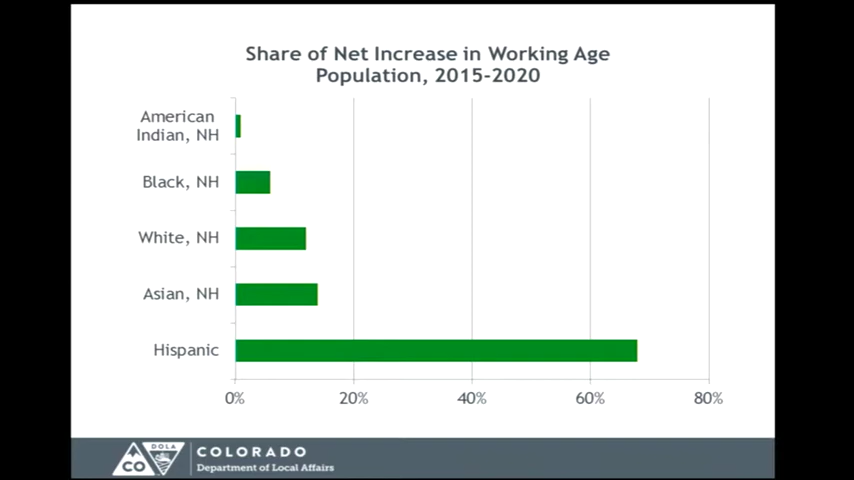 Share of Net Increase in Working Age
Population, 2015-2020
American
Indian, NH
Black, NH
White, NH
Asian, NH
Hispanic
0% 20% 40% 60% 80%
CO DOLA
COLORADO
Department of Local Affairs